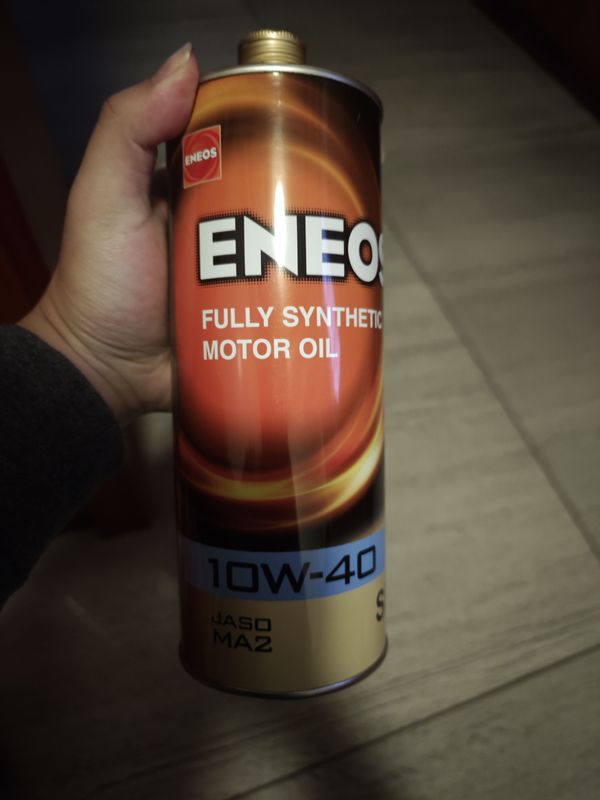 ENEOS
ENEOS
FULLY SYNTHETIC
MOTOR OIL
10W-40
JASO
MA2
S